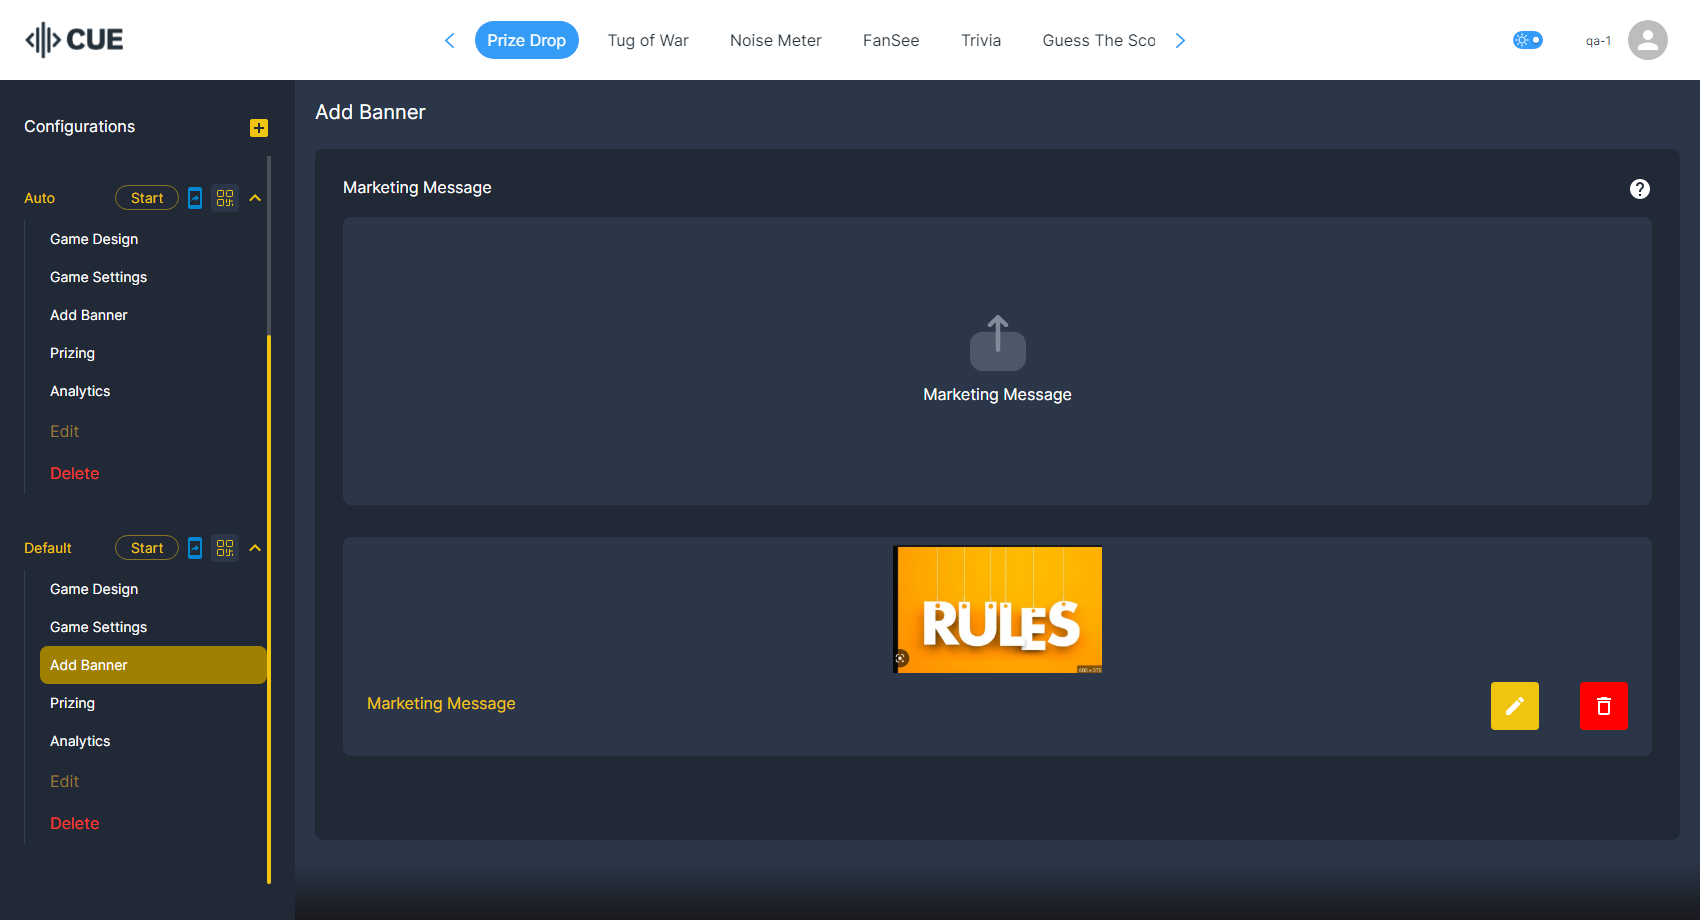 CUE
Prize Drop
Tug of War
Noise Meter
FanSee
Trivia
Guess The Sco
qa-1
Configurations
Auto
Start
Game Design
Game Settings
Add Banner
Prizing
Analytics
Edit
Delete
Default
Start
Game Design
Game Settings
Add Banner
Prizing
Analytics
Edit
Delete
Add Banner
Marketing Message
?
Marketing Message
RULES
Marketing Message